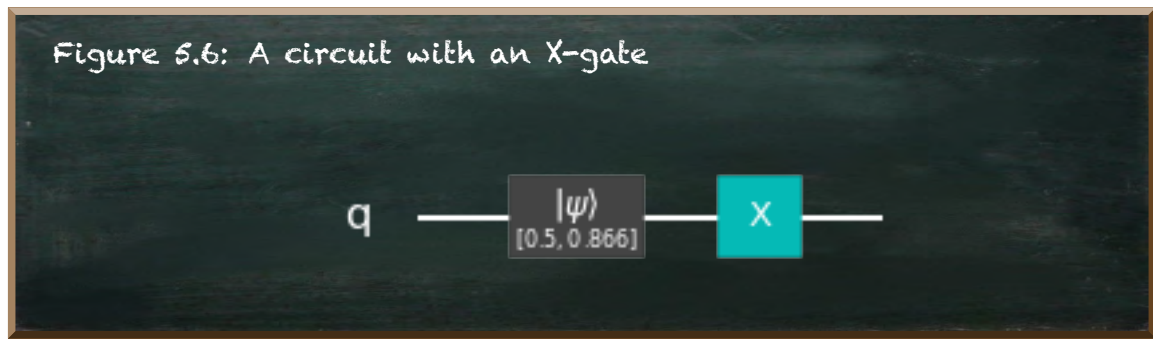 Figure 5.6: A circuit with an X-gate
q
|ψ⟩
[0.5, 0.866]
X